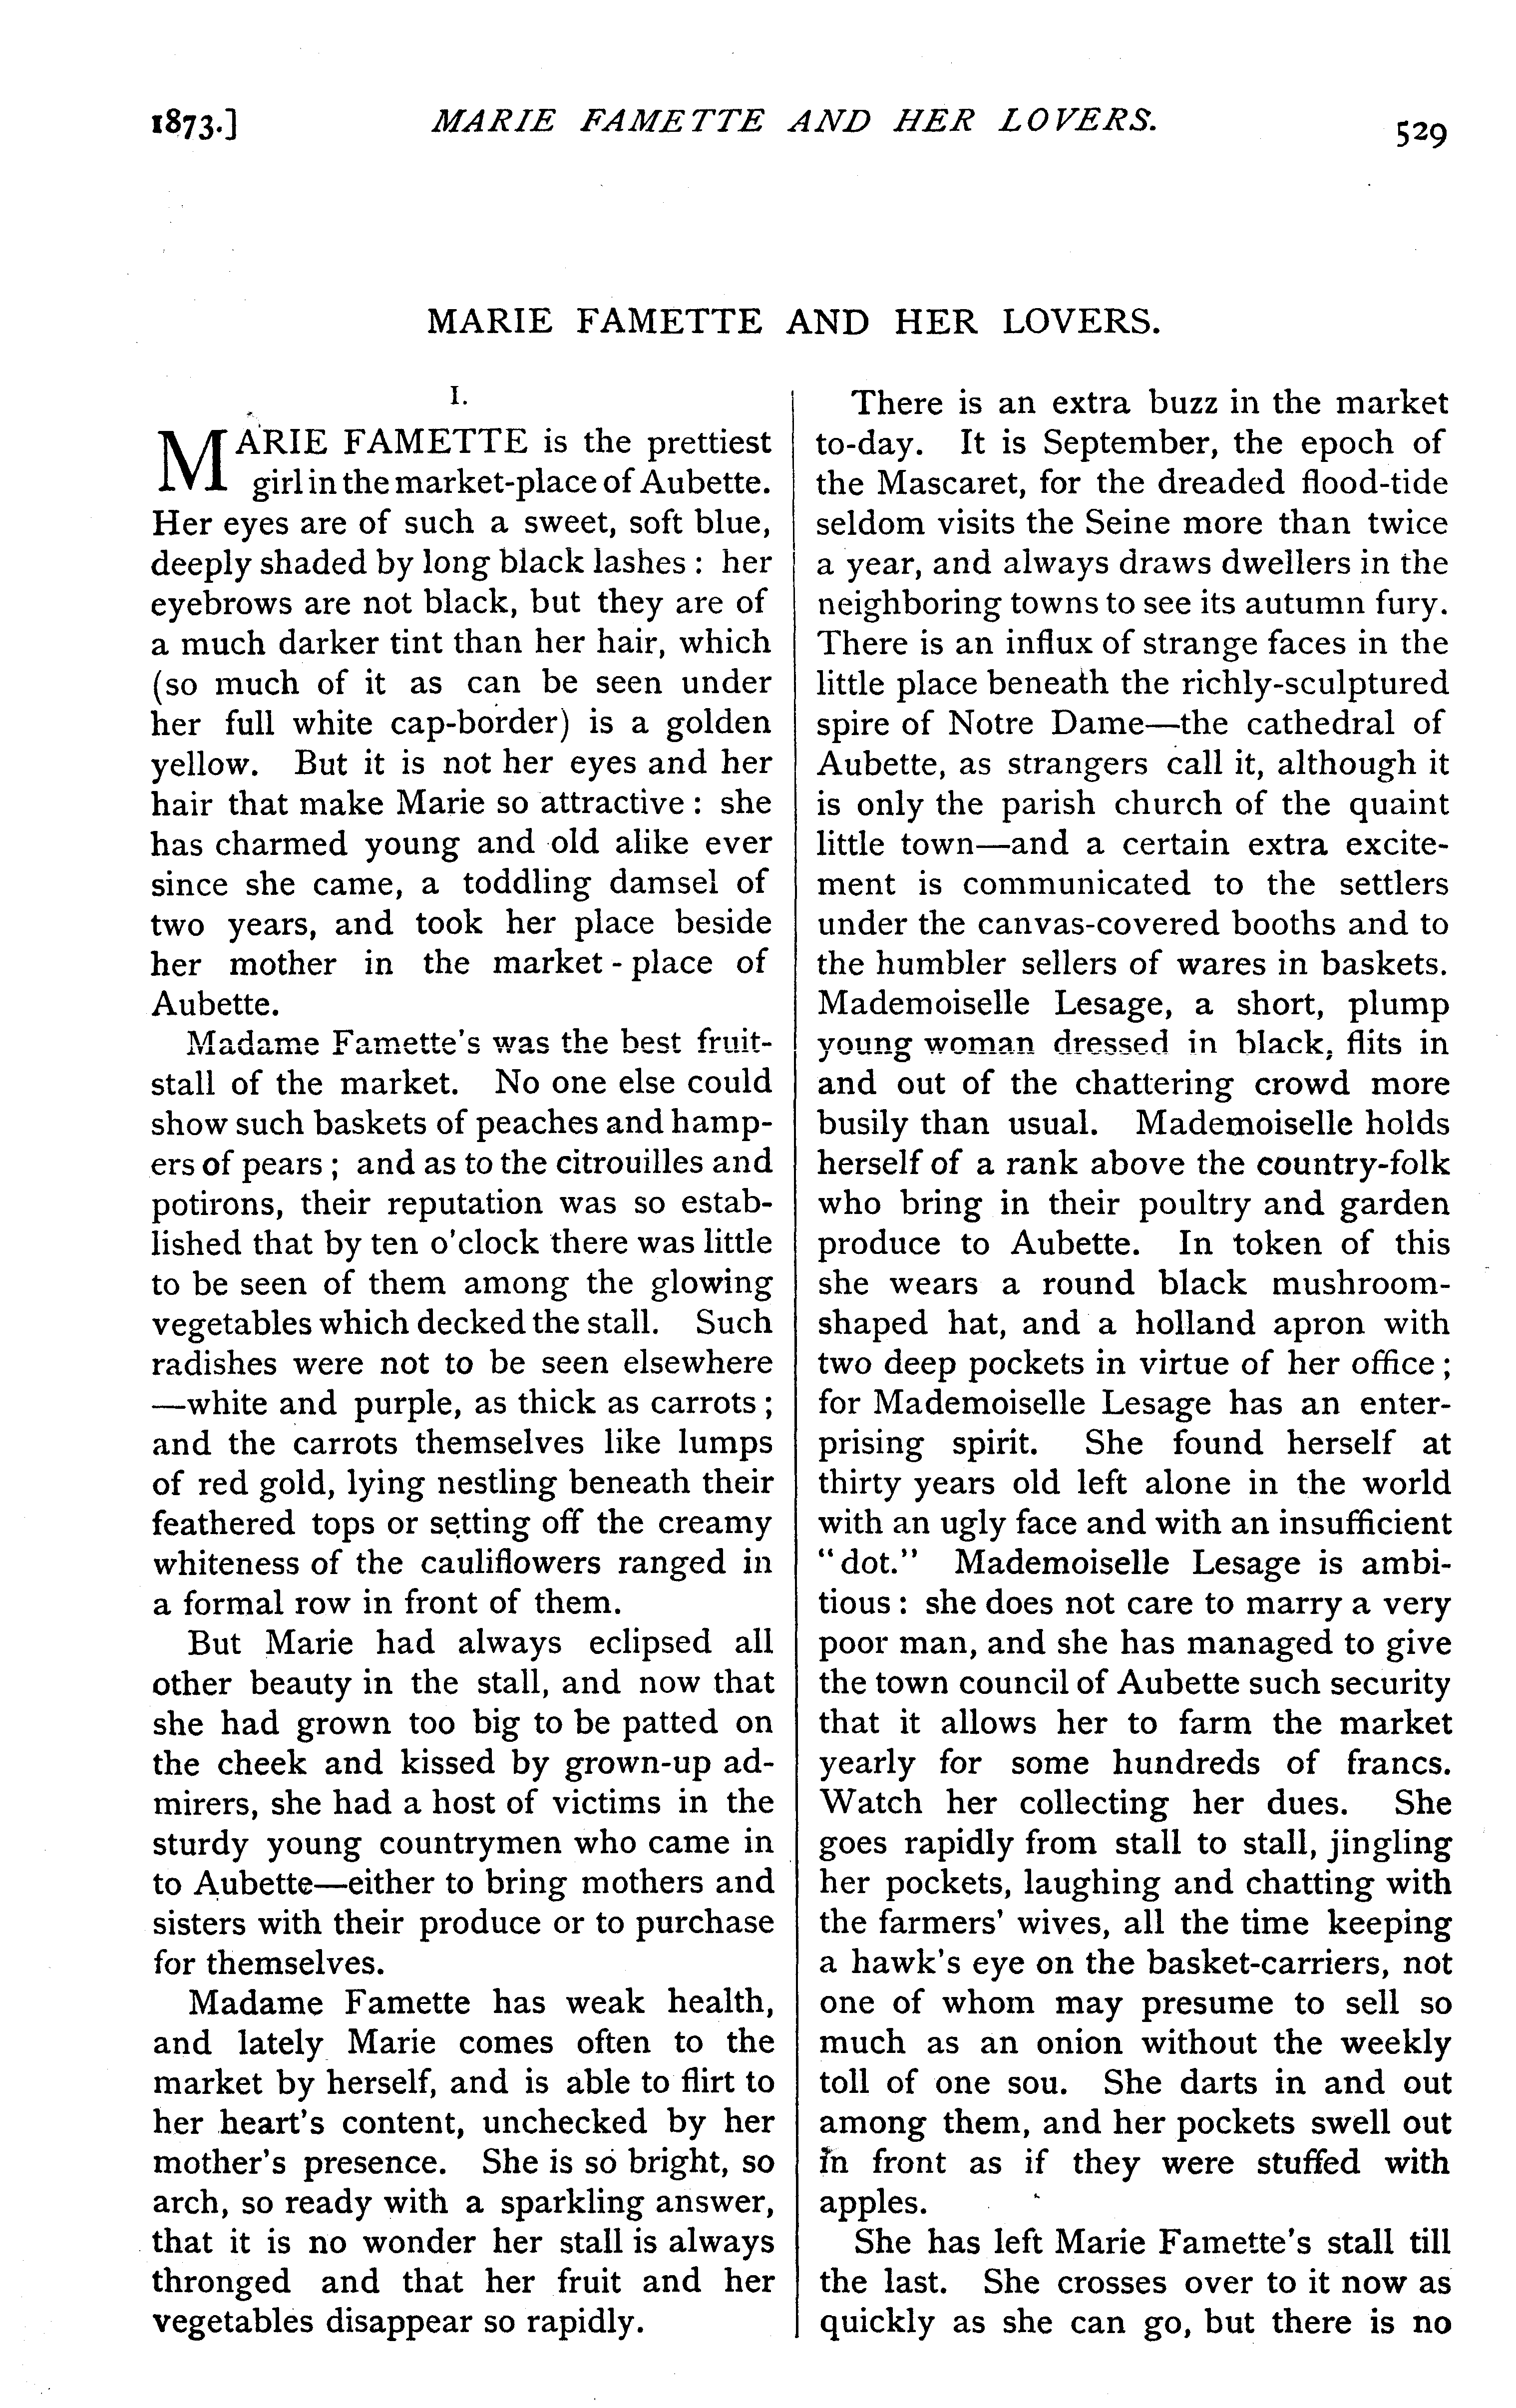 1873.] MARIE FAMETTE AND HER LOVERS. 529
MARIE FAMETTE AND HER LOVERS.
I.
MARIE FAMETTE is the prettiest
girl in the market-place of Aubette.
Her eyes are of such a sweet, soft blue,
deeply shaded by long black lashes : her
eyebrows are not black, but they are of
a much darker tint than her hair, which
(so much of it as can be seen under
her full white cap-border) is a golden
yellow. But it is not her eyes and her
hair that make Marie so attractive : she
has charmed young and old alike ever
since she came, a toddling damsel of
two years, and took her place beside
her mother in the market-place of
Aubette.
Madame Famette's was the best fruit-
stall of the market. No one else could
show such baskets of peaches and hamp-
ers of pears ; and as to the citrouilles and
potirons, their reputation was so estab-
lished that by ten o'clock there was little
to be seen of them among the glowing
vegetables which decked the stall. Such
radishes were not to be seen elsewhere
—white and purple, as thick as carrots ;
and the carrots themselves like lumps
of red gold, lying nestling beneath their
feathered tops or setting off the creamy
whiteness of the cauliflowers ranged in
a formal row in front of them.
But Marie had always eclipsed all
other beauty in the stall, and now that
she had grown too big to be patted on
the cheek and kissed by grown-up ad-
mirers, she had a host of victims in the
sturdy young countrymen who came in
to Aubette—either to bring mothers and
sisters with their produce or to purchase
for themselves.
Madame Famette has weak health,
and lately Marie comes often to the
market by herself, and is able to flirt to
her heart's content, unchecked by her
mother's presence. She is so bright, so
arch, so ready with a sparkling answer,
that it is no wonder her stall is always
thronged and that her fruit and her
vegetables disappear so rapidly.
There is an extra buzz in the market
to-day. It is September, the epoch of
the Mascaret, for the dreaded flood-tide
seldom visits the Seine more than twice
a year, and always draws dwellers in the
neighboring towns to see its autumn fury.
There is an influx of strange faces in the
little place beneath the richly-sculptured
spire of Notre Dame—the cathedral of
Aubette, as strangers call it, although it
is only the parish church of the quaint
little town—and a certain extra excite-
ment is communicated to the settlers
under the canvas-covered booths and to
the humbler sellers of wares in baskets.
Mademoiselle Lesage, a short, plump
young woman dressed in black, flits in
and out of the chattering crowd more
busily than usual. Mademoiselle holds
herself of a rank above the country-folk
who bring in their poultry and garden
produce to Aubette. In token of this
she wears a round black mushroom-
shaped hat, and a holland apron with
two deep pockets in virtue of her office ;
for Mademoiselle Lesage has an enter-
prising spirit. She found herself at
thirty years old left alone in the world
with an ugly face and with an insufficient
"dot." Mademoiselle Lesage is ambi-
tious : she does not care to marry a very
poor man, and she has managed to give
the town council of Aubette such security
that it allows her to farm the market
yearly for some hundreds of francs.
Watch her collecting her dues. She
goes rapidly from stall to stall, jingling
her pockets, laughing and chatting with
the farmers' wives, all the time keeping
a hawk's eye on the basket-carriers, not
one of whom may presume to sell so
much as an onion without the weekly
toll of one sou. She darts in and out
among them, and her pockets swell out
in front as if they were stuffed with
apples.
She has left Marie Famette's stall till
the last. She crosses over to it now as
quickly as she can go, but there is no